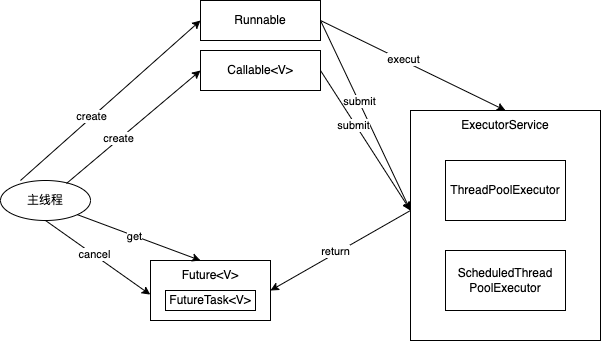 Runnable
Callable<V>
execut
create
create
submit
submit
ExecutorService
ThreadPoolExecutor
主线程
get
cancel
return
Future<V>
FutureTask<V>
ScheduledThread
PoolExecutor